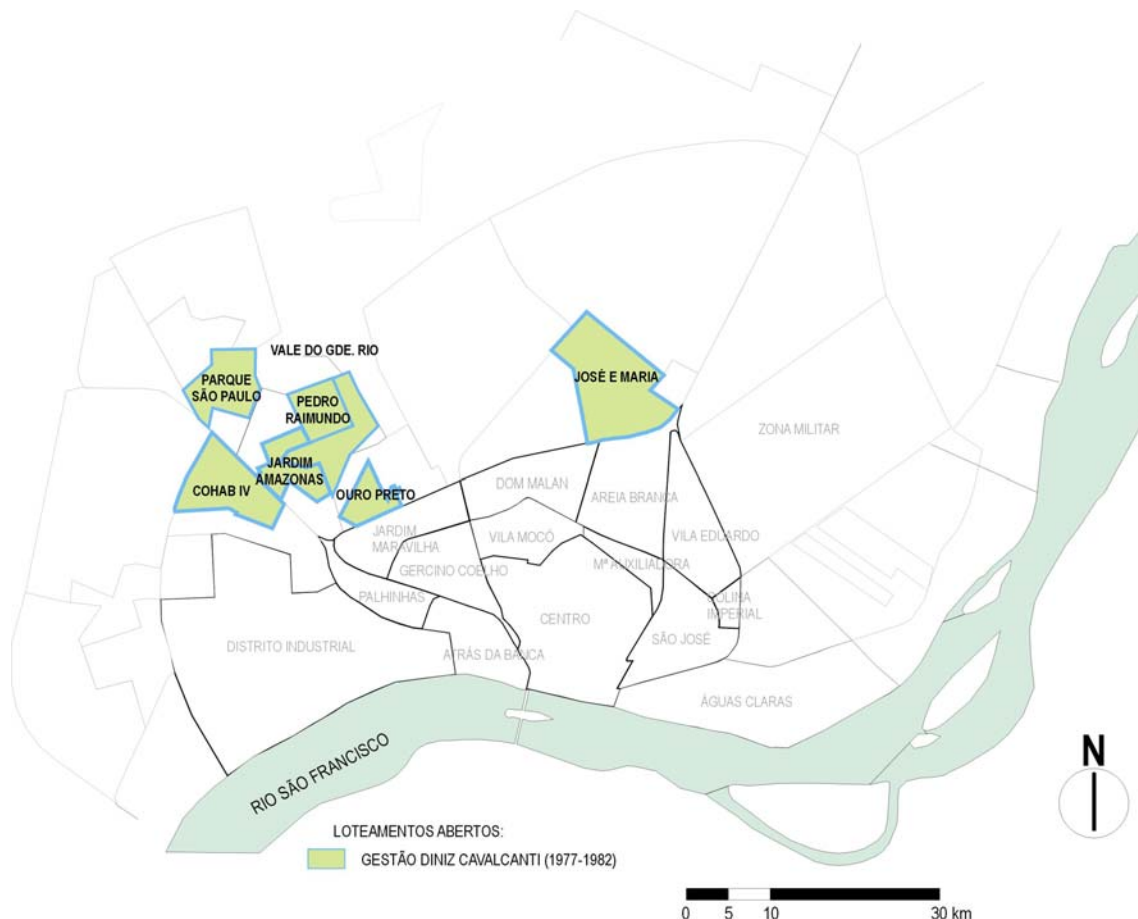 VALE DO GDE. RIO
PARQUE
SÃO PAULO
PEDRO
RAIMUNDO
JOSÉ E MARIA
JARDIM
AMAZONAS
COHAB IV
OURO PRETO
ZONA MILITAR
DOM MALAN
AREIA BRANCA
JARDIM
MARAVILHA
VILA MOCÓ
VILA EDUARDO
GERCINO COELHO
Mª AUXILIADORA
PALHINHAS
COLINA
IMPERIAL
CENTRO
SÃO JOSÉ
DISTRITO INDUSTRIAL
ATRÁS DA BANCA
ÁGUAS CLARAS
RIO SÃO FRANCISCO
N
LOTEAMENTOS ABERTOS:
GESTÃO DINIZ CAVALCANTI (1977-1982)
0 5 10 30 km